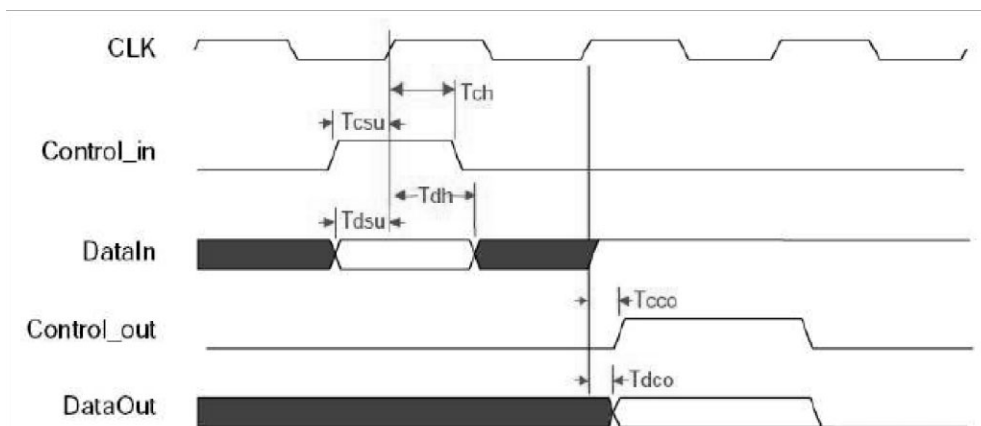 CLK
Tch
Tcsu
Control_in
Tdh
Tdsu
DataIn
Tcco
Control_out
Tdco
DataOut